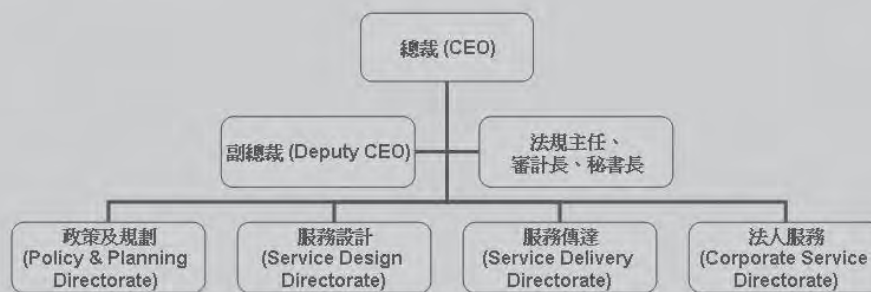 總裁 (CEO)
副總裁 (Deputy CEO)
法規主任、
審計長、秘書長
政策及規劃
(Policy & Planning
Directorate)
服務設計
(Service Design
Directorate)
服務傳達
(Service Delivery
Directorate)
法人服務
(Corporate Service
Directorate)